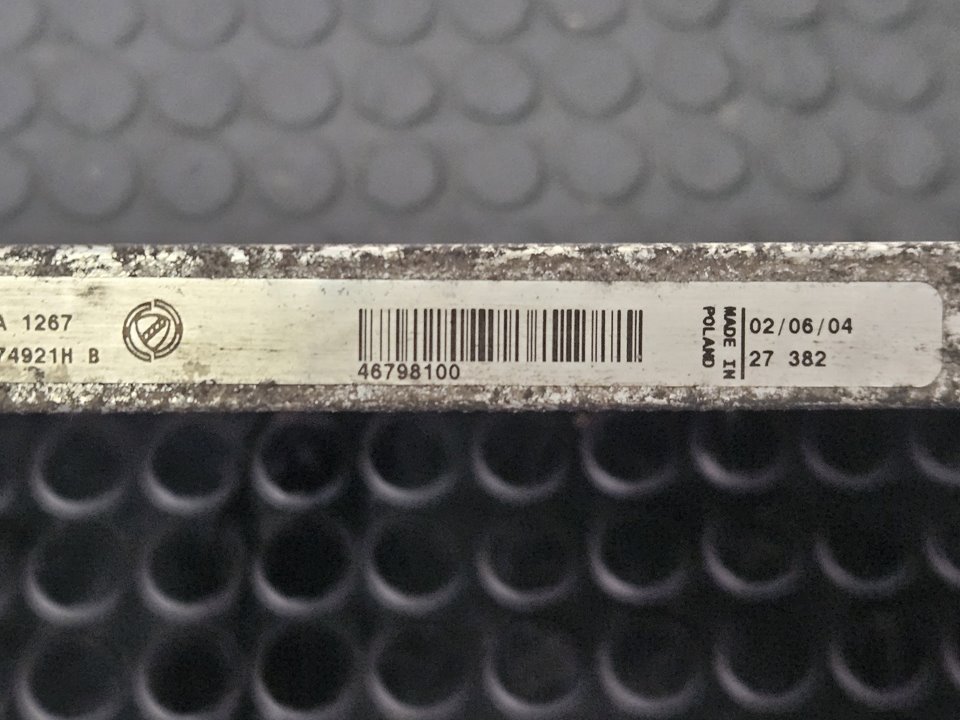 A 1267
74921H B
46798100
MADE IN
POLAND
02/06/04
27 382